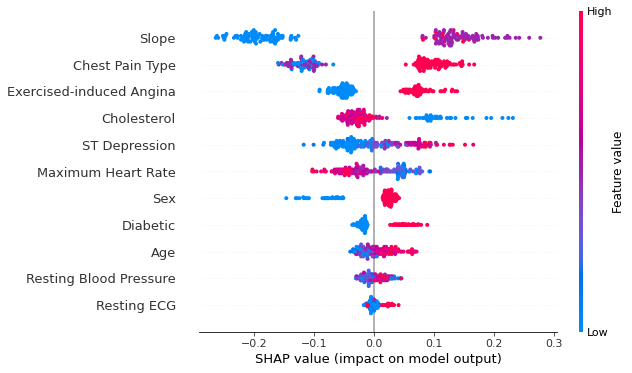 High
Slope
Chest Pain Type
Exercised-induced Angina
Cholesterol
ST Depression
Maximum Heart Rate
Sex
Diabetic
Age
Resting Blood Pressure
Resting ECG
Feature value
Low
−0.2 −0.1 0.0 0.1 0.2 0.3
SHAP value (impact on model output)